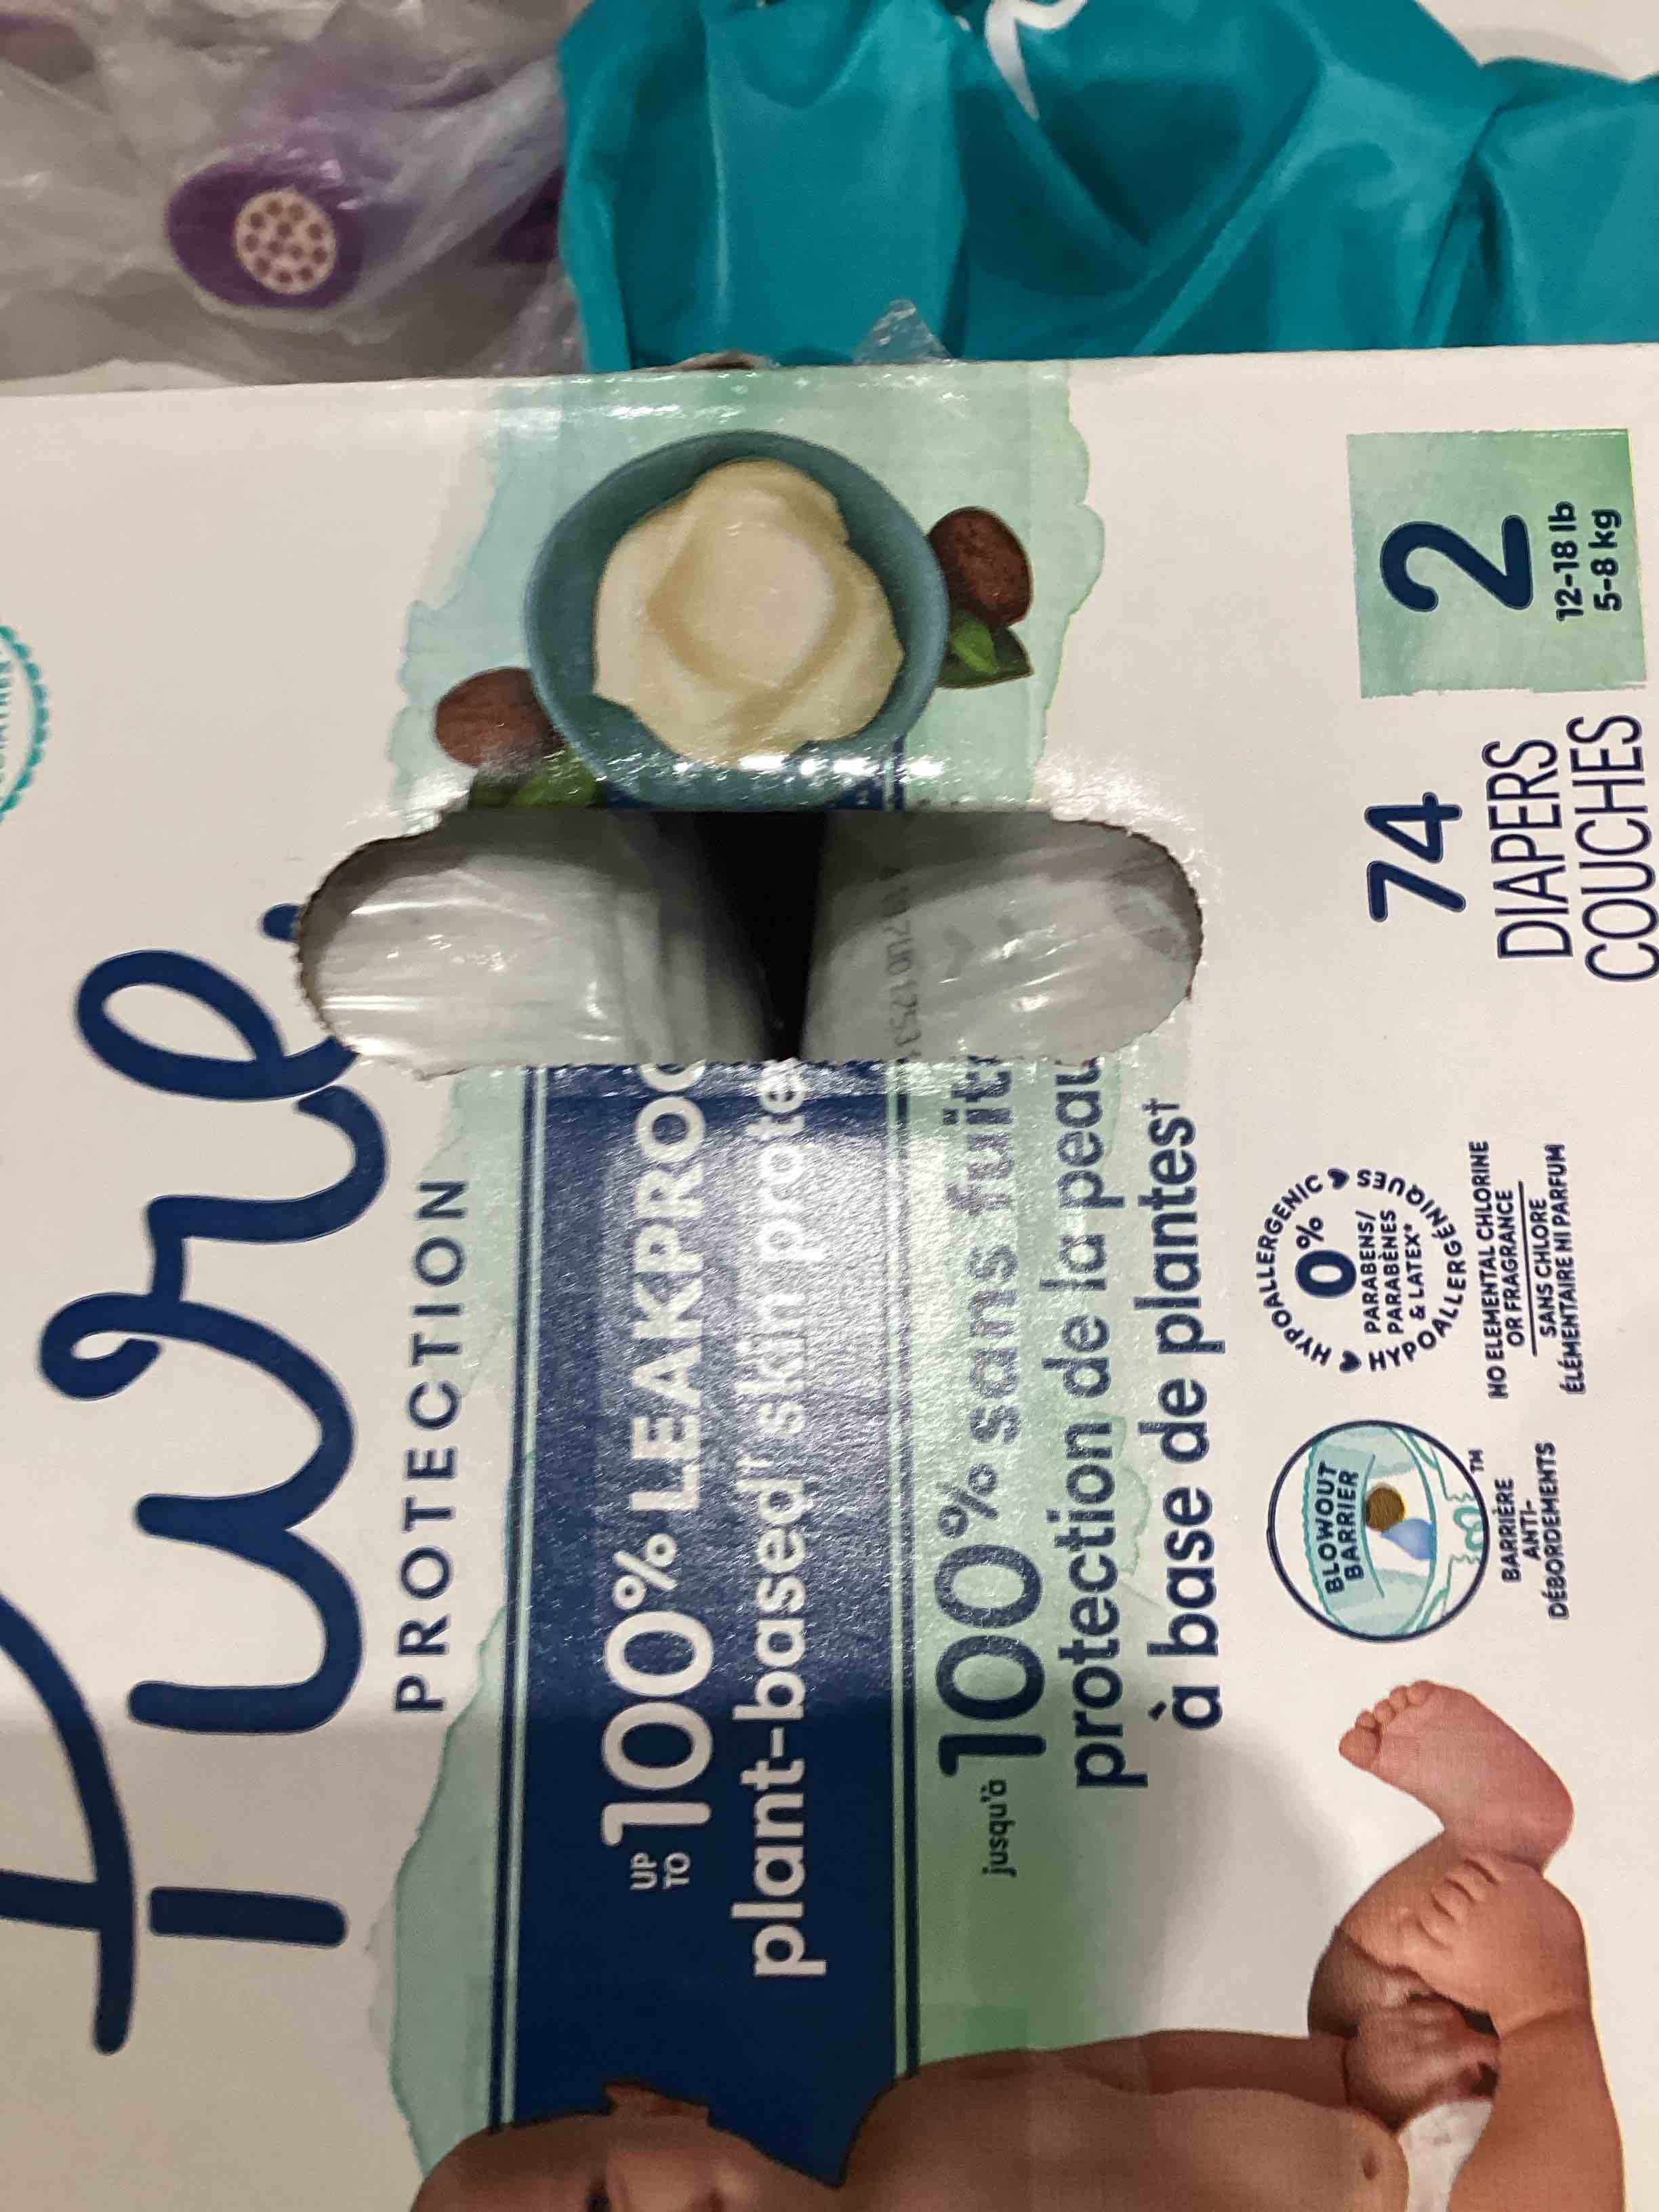 Pure
PROTECTION
UP TO 100% LEAKPROO
plant-based† skin prote
jusqu'à 100% sans fuit
protection de la peau
à base de plantes†
BLOWOUT
BARRIER
TM
BARRIÈRE
ANTI-
DÉBORDEMENTS
HYPOALLERGENIC
0%
PARABENS/
PARABÈNES
& LATEX*
HYPOALLERGÉNIQUES
NO ELEMENTAL CHLORINE
OR FRAGRANCE
SANS CHLORE
ÉLÉMENTAIRE NI PARFUM
74
DIAPERS
COUCHES
2
12-18 lb
5-8 kg